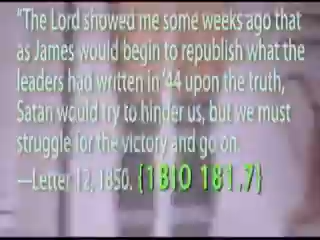 "The Lord showed me some weeks ago that
as James would begin to republish what the
leaders had written in '44 upon the truth,
Satan would try to hinder us, but we must
struggle for the victory and go on.
—Letter 12, 1850. {1BIO 181.7}